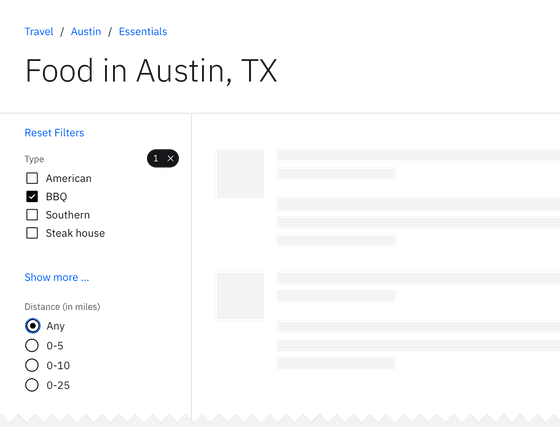 Travel / Austin / Essentials
Food in Austin, TX
Reset Filters
Type 1 ×
American
BBQ
Southern
Steak house
Show more ...
Distance (in miles)
Any
0-5
0-10
0-25